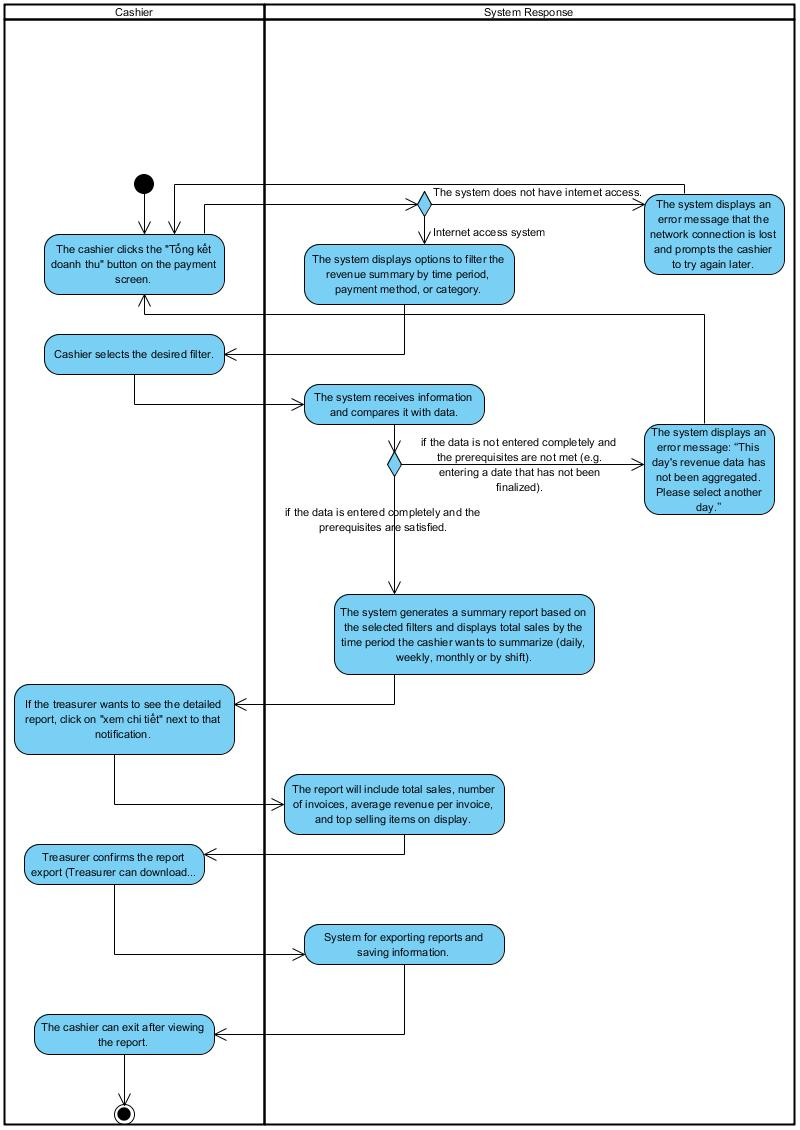 Cashier
System Response
The system does not have internet access.
The system displays an
error message that the
network connection is lost
and prompts the cashier
to try again later.
Internet access system
The cashier clicks the "Tổng kết
doanh thu" button on the payment
screen.
The system displays options to filter the
revenue summary by time period,
payment method, or category.
Cashier selects the desired filter.
The system receives information
and compares it with data.
if the data is not entered completely and
the prerequisites are not met (e.g.
entering a date that has not been
finalized).
The system displays an
error message: “This
day's revenue data has
not been aggregated.
Please select another
day.”
if the data is entered completely and the
prerequisites are satisfied.
The system generates a summary report based on
the selected filters and displays total sales by the
time period the cashier wants to summarize (daily,
weekly, monthly or by shift).
If the treasurer wants to see the detailed
report, click on "xem chi tiết" next to that
notification.
The report will include total sales, number
of invoices, average revenue per invoice,
and top selling items on display.
Treasurer confirms the report
export (Treasurer can download...
System for exporting reports and
saving information.
The cashier can exit after viewing
the report.